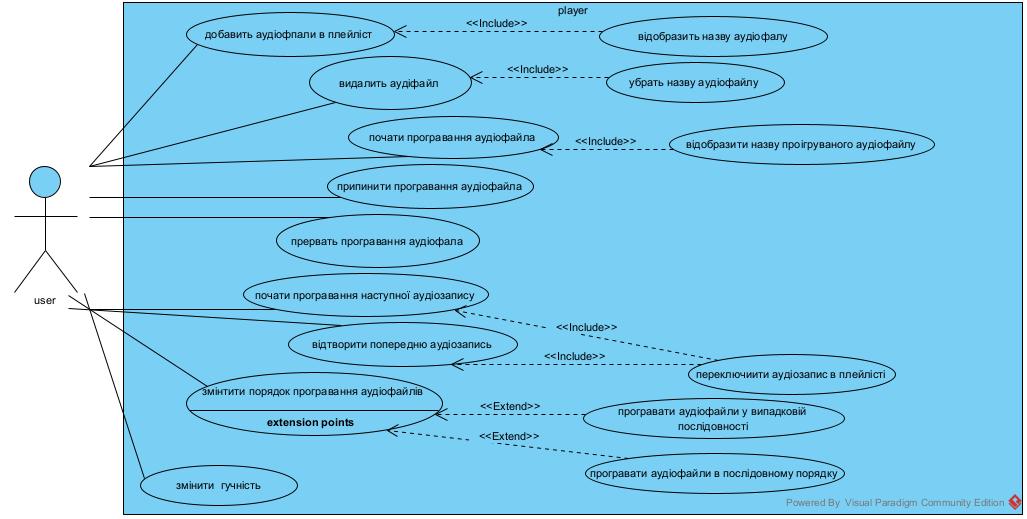 player
добавить аудіофпали в плейліст
<<Include>>
відобразить назву аудіофалу
видалить аудіфайл
<<Include>>
убрать назву аудіофайлу
почати програвання аудіофайла
<<Include>>
відобразити назву проігруваного аудіофайлу
припинити програвання аудіофайла
прервать програвання аудіофала
user
почати програвання наступної аудіозапису
<<Include>>
відтворити попередню аудіозапись
<<Include>>
переключиити аудіозапис в плейлісті
змінтити порядок програвання аудіофайлів
extension points
<<Extend>>
програвати аудіофайли у випадковій
послідовності
<<Extend>>
програвати аудіофайли в послідовному порядку
змінити гучність
Powered By Visual Paradigm Community Edition